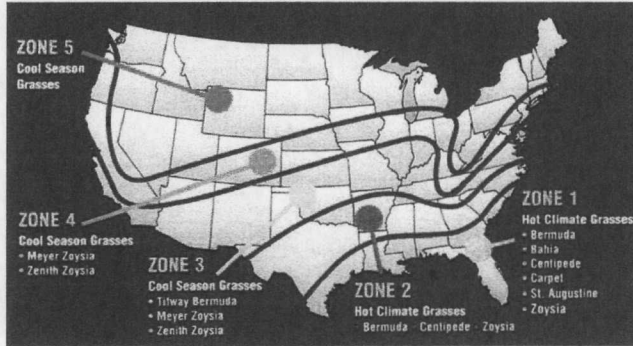 ZONE 5
Cool Season
Grasses
ZONE 4
Cool Season Grasses
• Meyer Zoysia
• Zenith Zoysia
ZONE 3
Cool Season Grasses
• Tifway Bermuda
• Meyer Zoysia
• Zenith Zoysia
ZONE 2
Hot Climate Grasses
Bermuda - Centipede - Zoysia
ZONE 1
Hot Climate Grasses
• Bermuda
• Bahia
• Centipede
• Carpet
• St. Augustine
• Zoysia